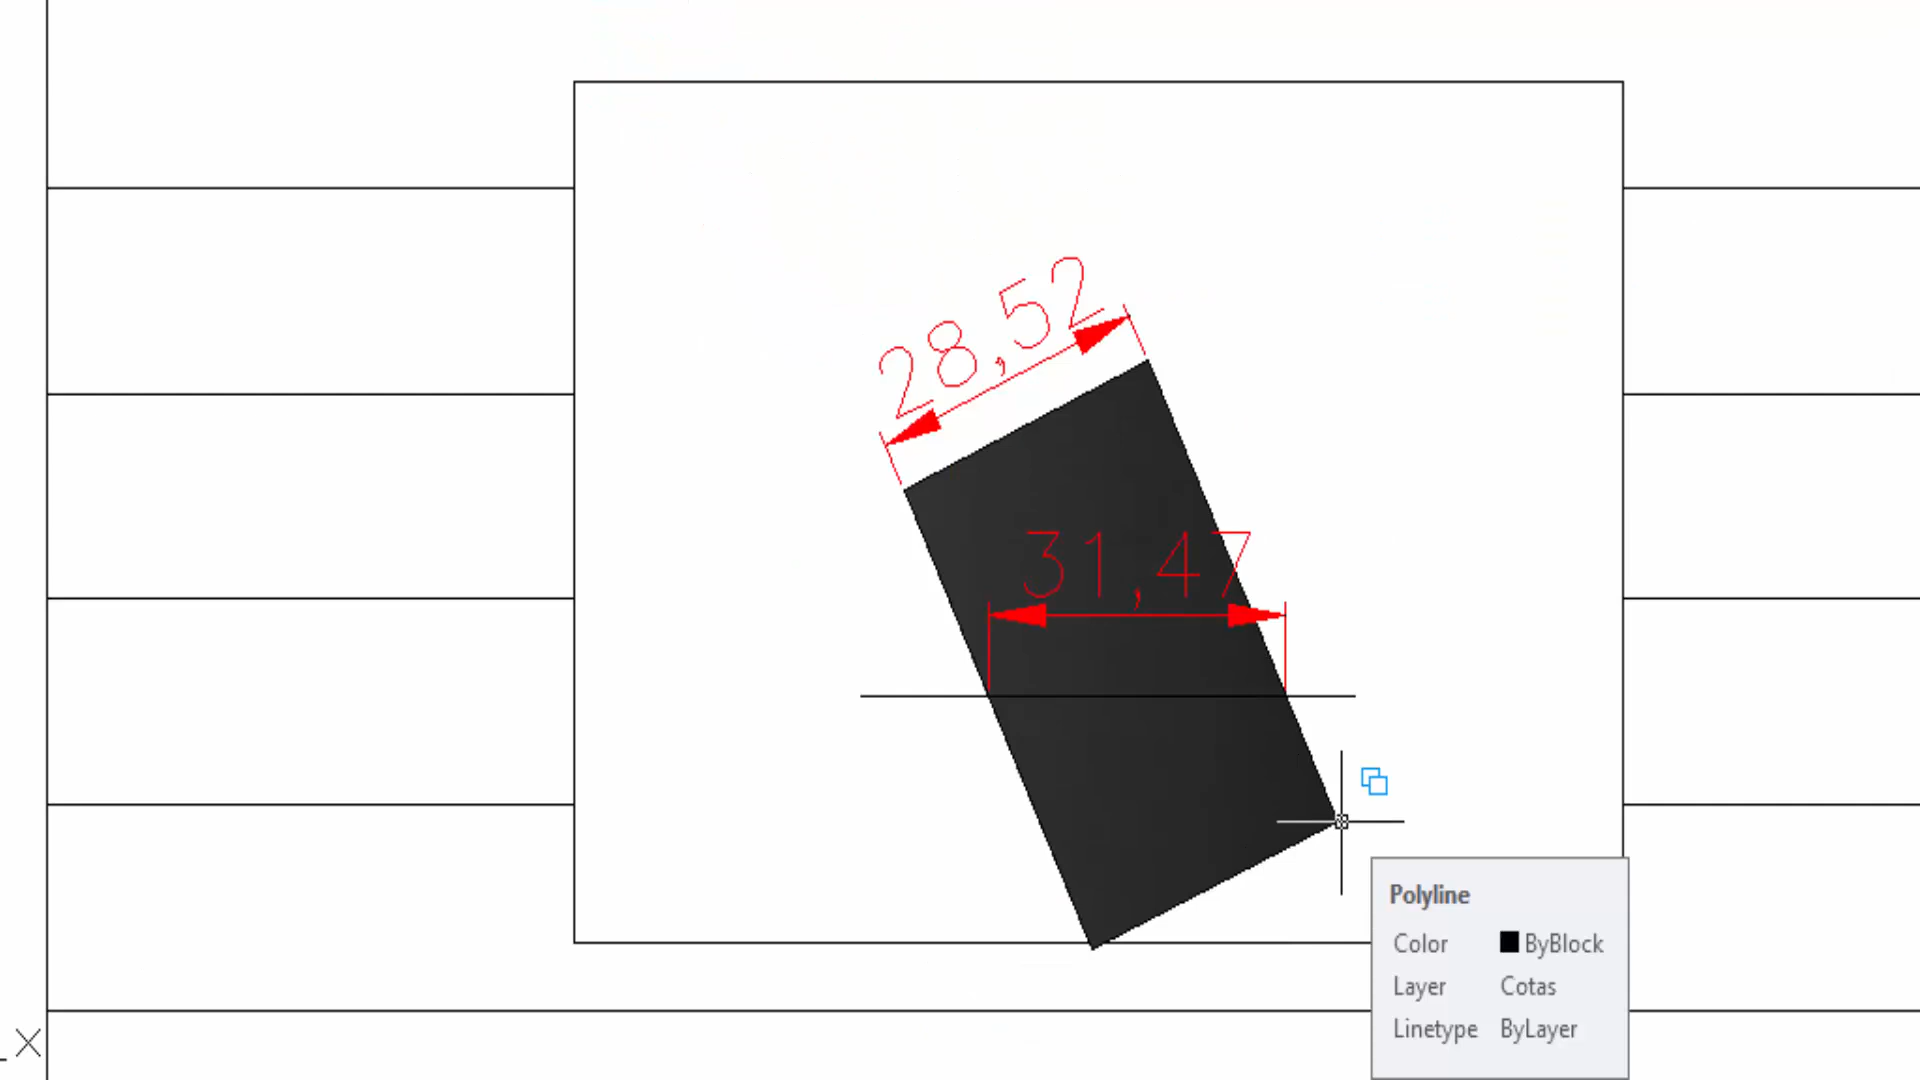 28,52
31,47
Polyline
Color ByBlock
Layer Cotas
Linetype ByLayer
X